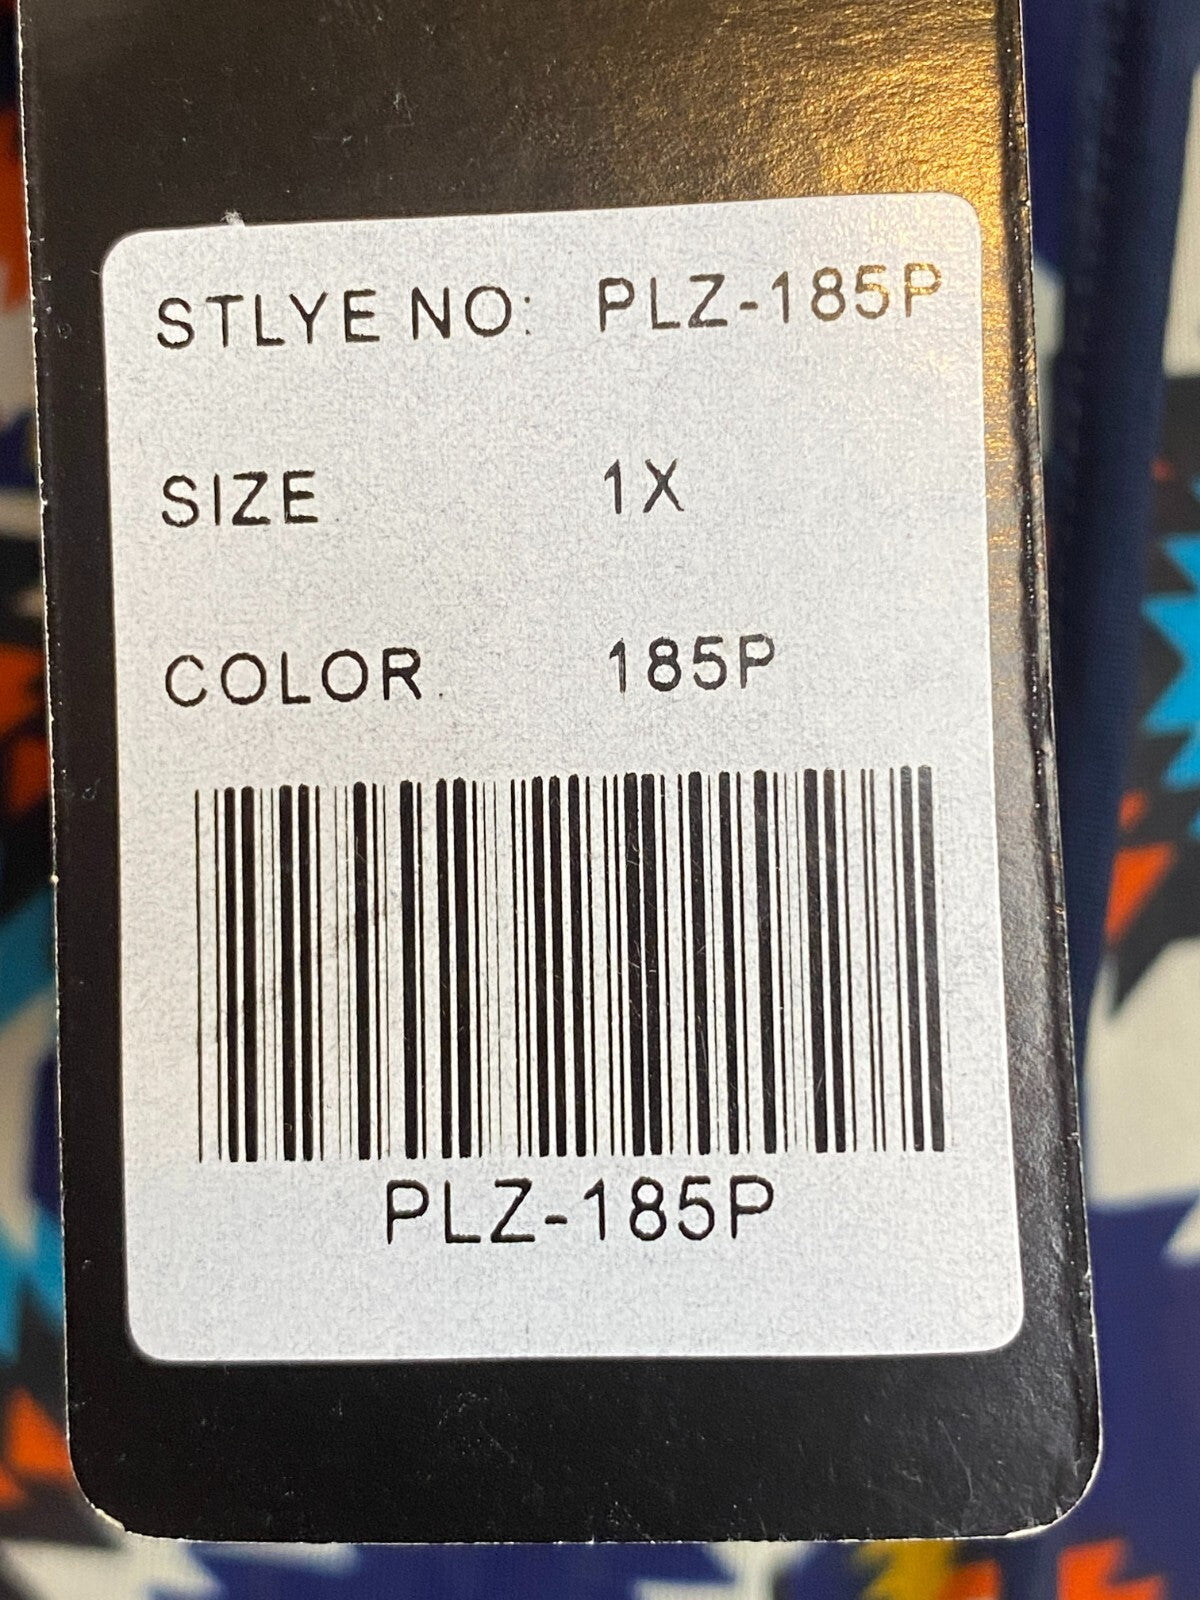 STLYE NO: PLZ-185P
SIZE 1X
COLOR 185P
PLZ-185P